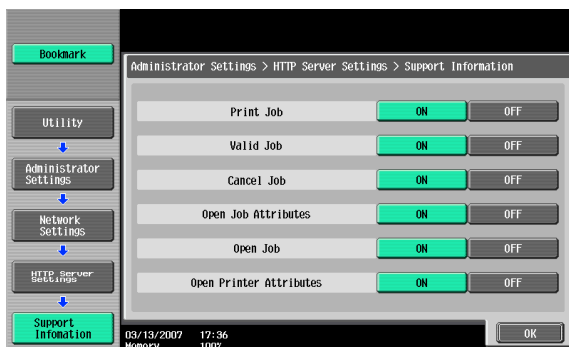 Bookmark
Administrator Settings > HTTP Server Settings > Support Information
Utility
Administrator
Settings
Network
Settings
HTTP Server
Settings
Support
Infomation
Print Job ON OFF
Valid Job ON OFF
Cancel Job ON OFF
Open Job Attributes ON OFF
Open Job ON OFF
Open Printer Attributes ON OFF
03/13/2007 17:36
Memory 100%
OK